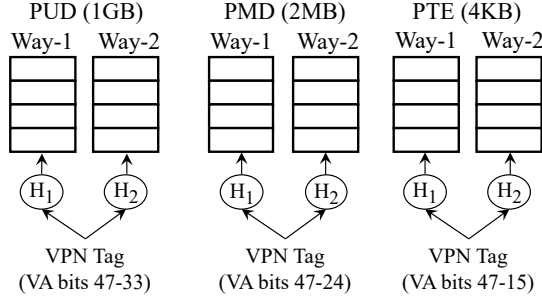 PUD (1GB) PMD (2MB) PTE (4KB)
Way-1 Way-2 Way-1 Way-2 Way-1 Way-2
H1 H2 H1 H2 H1 H2
VPN Tag VPN Tag VPN Tag
(VA bits 47-33) (VA bits 47-24) (VA bits 47-15)